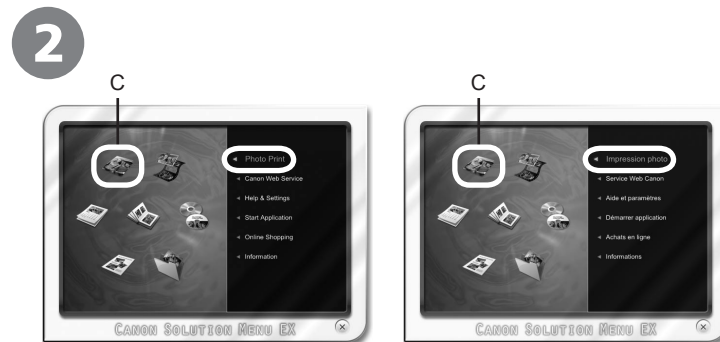 2
C
Photo Print
Canon Web Service
Help & Settings
Start Application
Online Shopping
Information
CANON SOLUTION MENU EX
C
Impression photo
Service Web Canon
Aide et paramètres
Démarrer application
Achats en ligne
Informations
CANON SOLUTION MENU EX